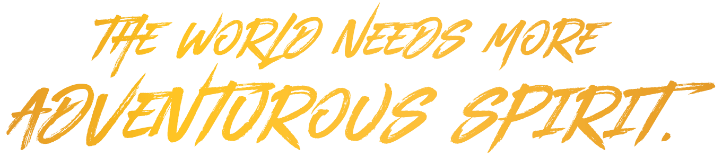 THE WORLD NEEDS MORE
ADVENTUROUS SPIRIT.